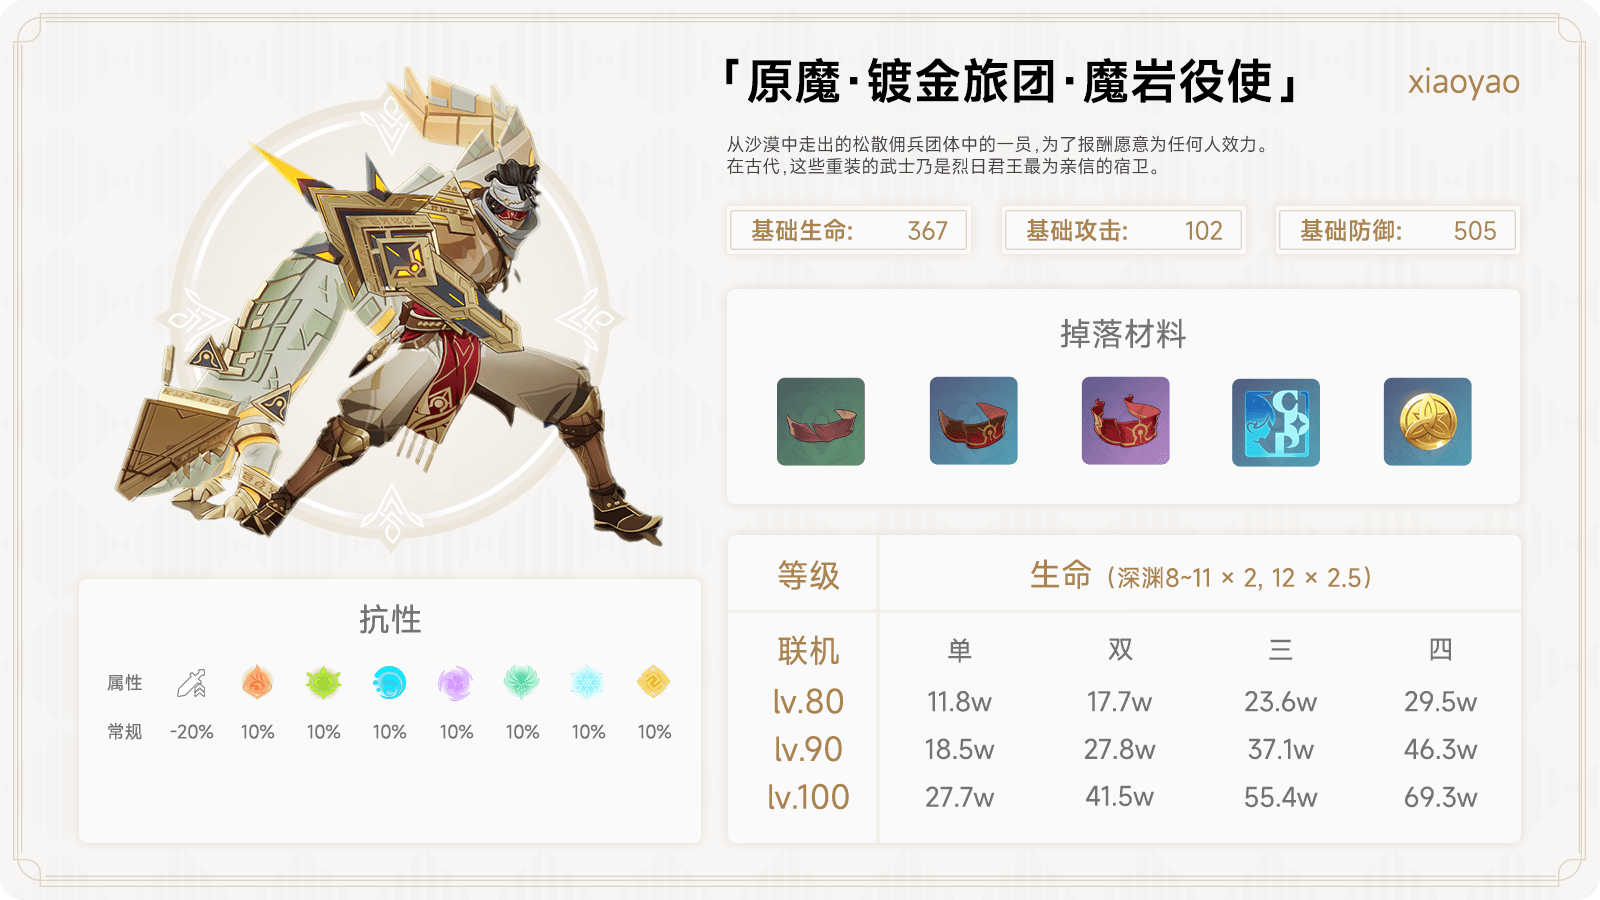 「原魔·镀金旅团·魔岩役使」
xiaoyao
从沙漠中走出的松散佣兵团体中的一员,为了报酬愿意为任何人效力。
在古代,这些重装的武士乃是烈日君王最为亲信的宿卫。
基础生命: 367
基础攻击: 102
基础防御: 505
掉落材料
EXP
抗性
属性
常规 -20% 10% 10% 10% 10% 10% 10% 10%
等级 生命（深渊8~11 × 2, 12 × 2.5）
联机 单 双 三 四
lv.80 11.8w 17.7w 23.6w 29.5w
lv.90 18.5w 27.8w 37.1w 46.3w
lv.100 27.7w 41.5w 55.4w 69.3w